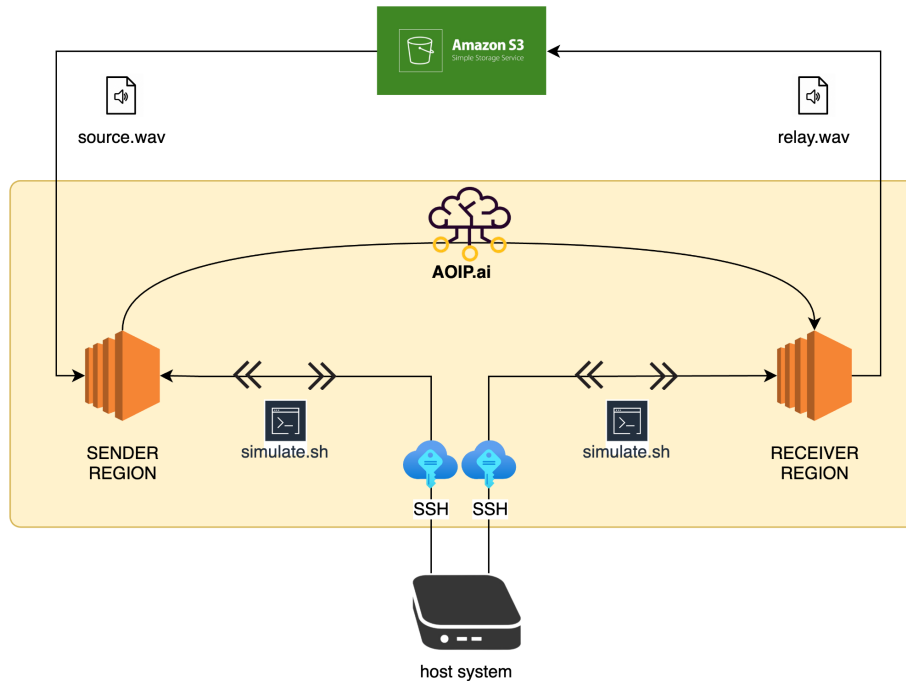 Amazon S3
Simple Storage Service
source.wav
relay.wav
AOIP.ai
simulate.sh
simulate.sh
SENDER
REGION
RECEIVER
REGION
SSH
SSH
host system